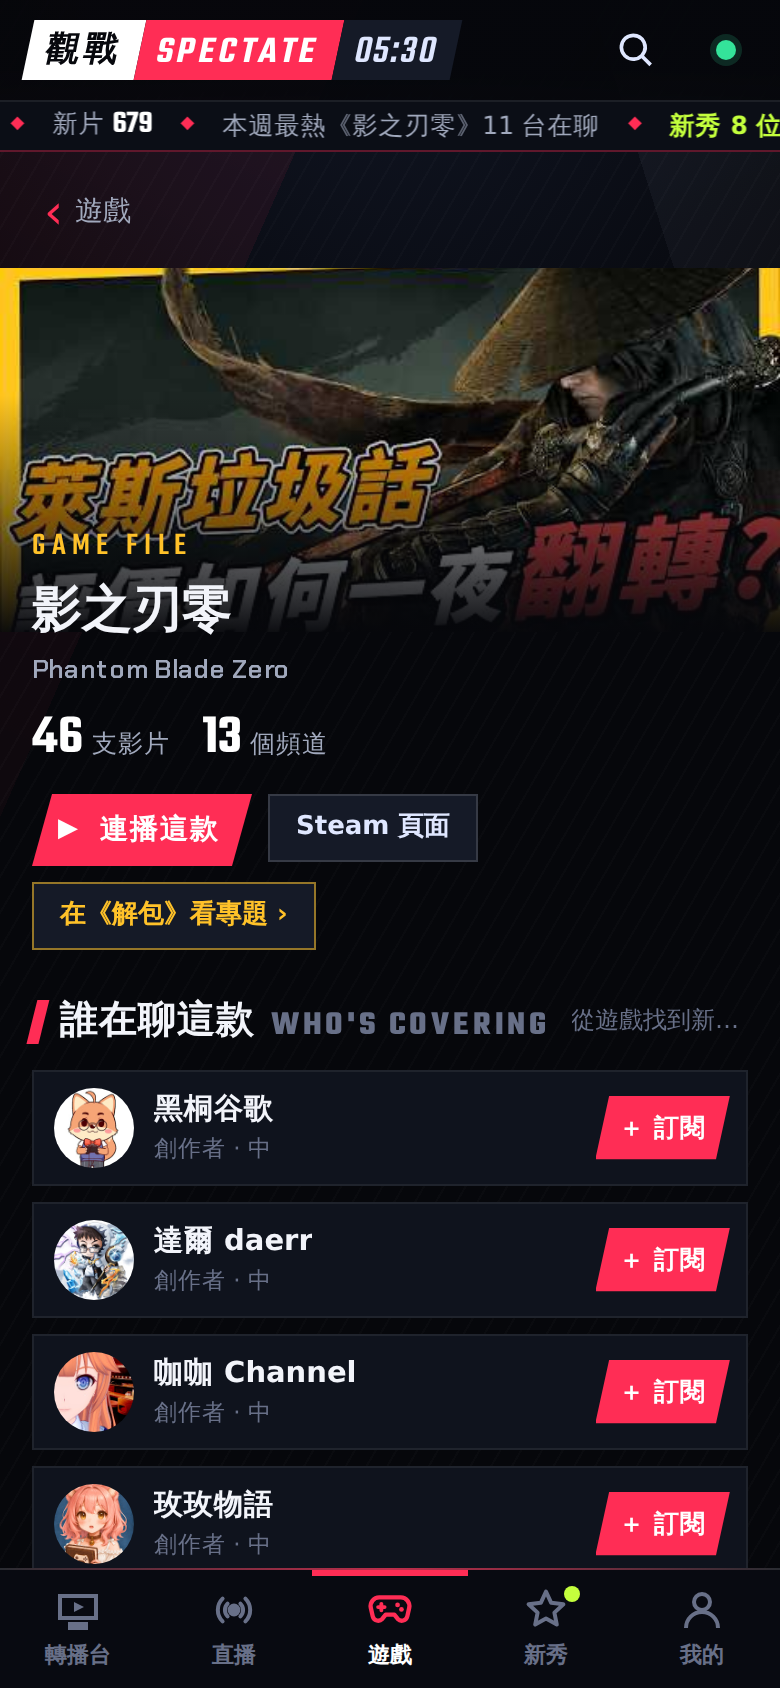 觀戰 SPECTATE 05:30
新片 679 本週最熱《影之刃零》11 台在聊 新秀 8 位
‹ 遊戲
萊斯垃圾話
評價如何一夜翻轉?
GAME FILE
影之刃零
Phantom Blade Zero
46 支影片 13 個頻道
▶ 連播這款 Steam 頁面
在《解包》看專題 ›
誰在聊這款 WHO'S COVERING 從遊戲找到新…
黑桐谷歌
創作者 · 中
+ 訂閱
達爾 daerr
創作者 · 中
+ 訂閱
咖咖 Channel
創作者 · 中
+ 訂閱
玫玫物語
創作者 · 中
+ 訂閱
轉播台 直播 遊戲 新秀 我的